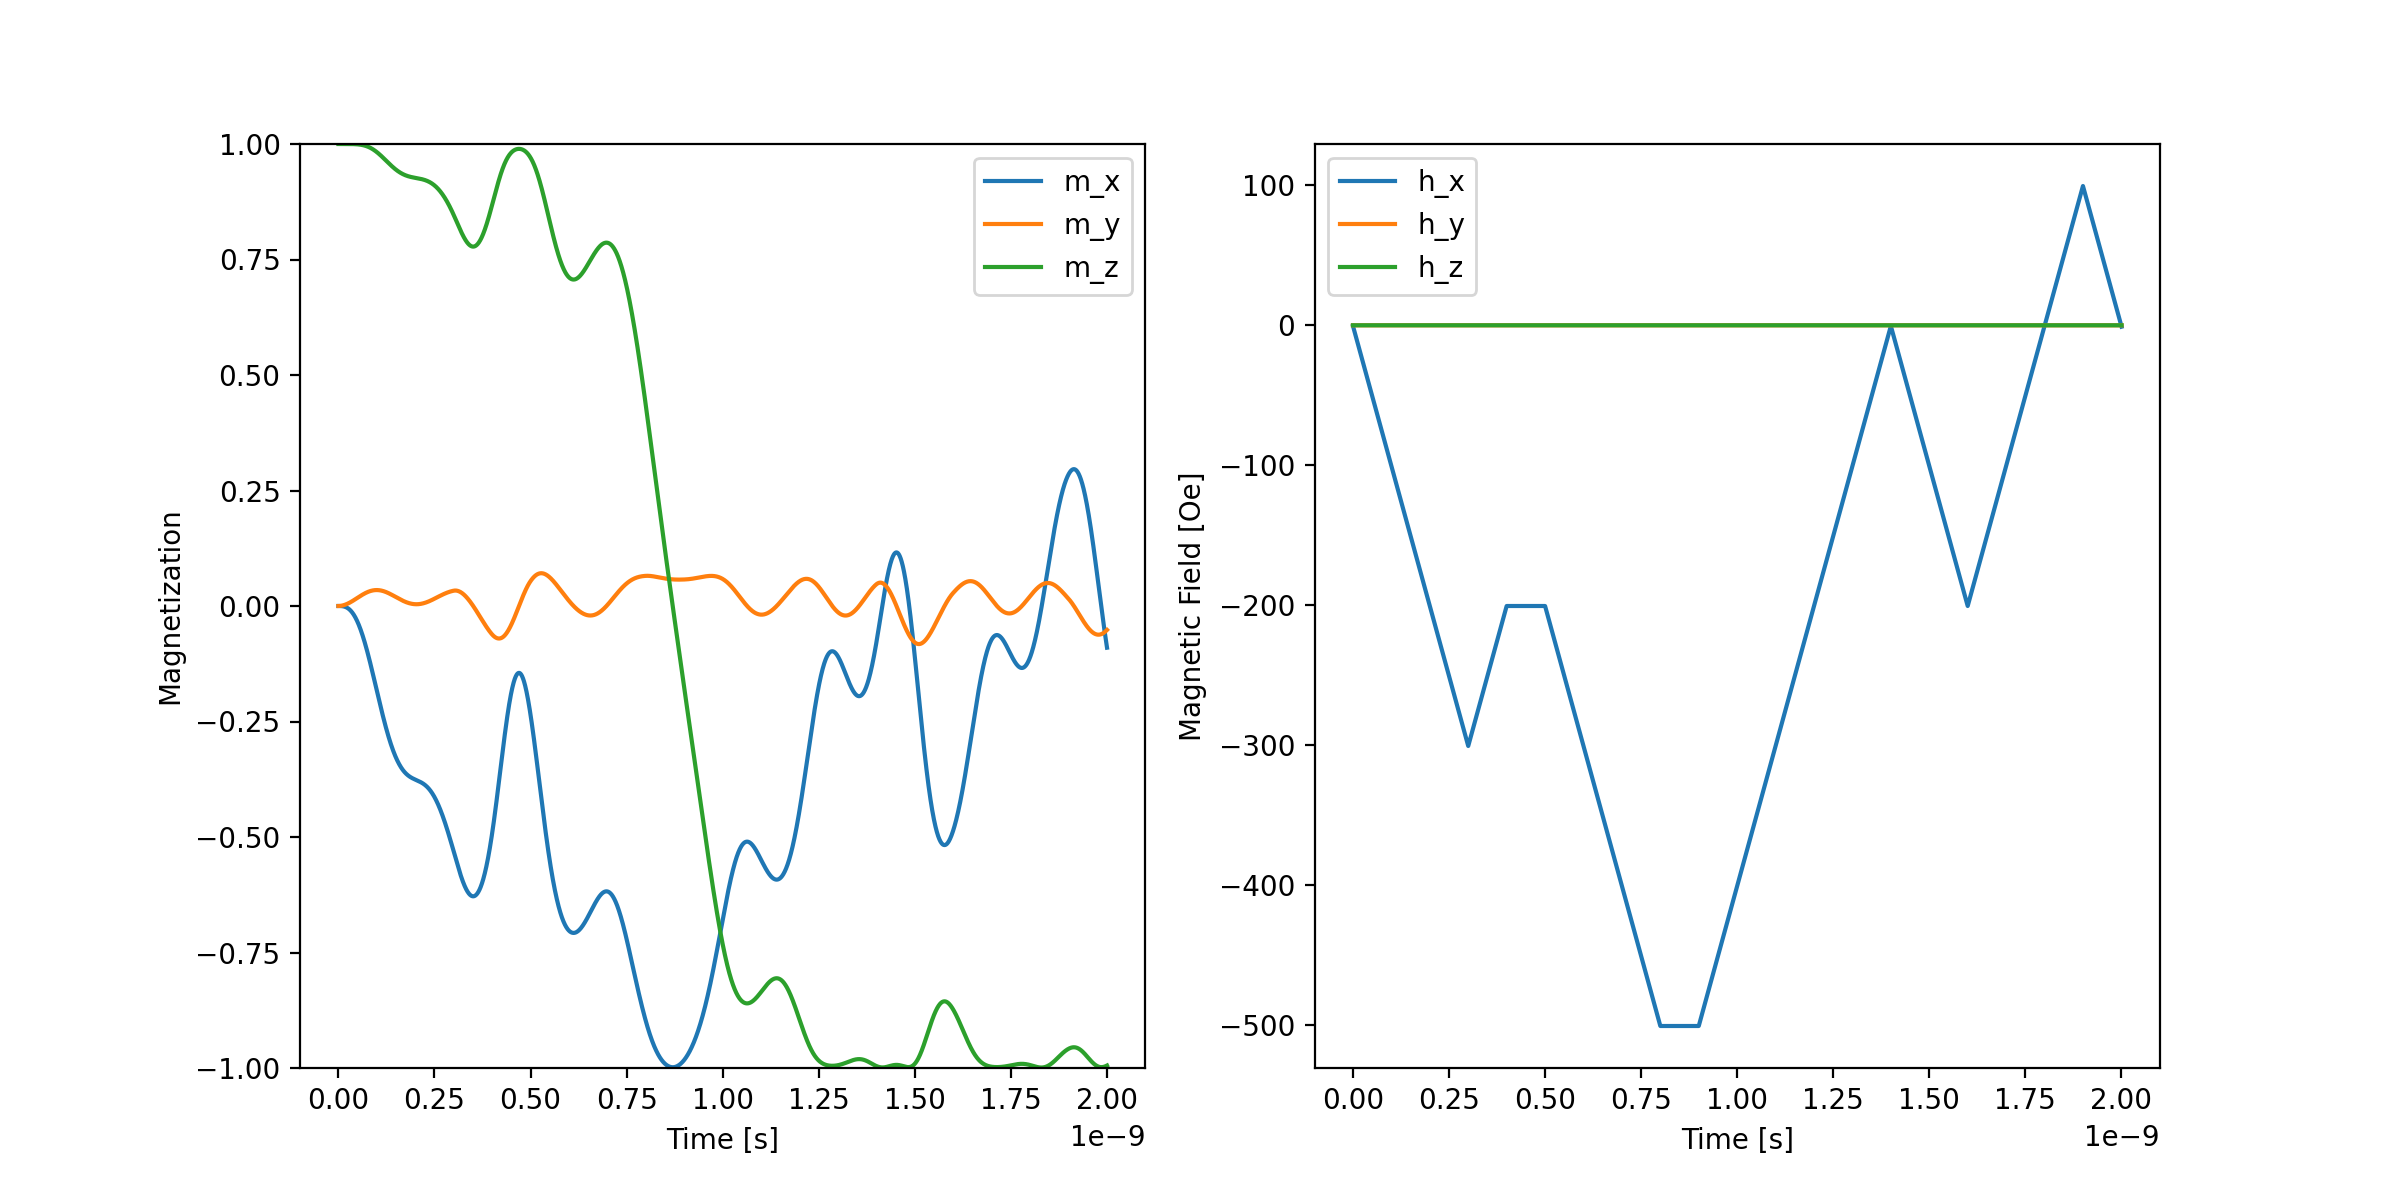 1.00
0.75
0.50
0.25
0.00
−0.25
−0.50
−0.75
−1.00
Magnetization
m_x
m_y
m_z
0.00 0.25 0.50 0.75 1.00 1.25 1.50 1.75 2.00
Time [s]
1e−9
100
0
−100
−200
−300
−400
−500
Magnetic Field [Oe]
h_x
h_y
h_z
0.00 0.25 0.50 0.75 1.00 1.25 1.50 1.75 2.00
Time [s]
1e−9